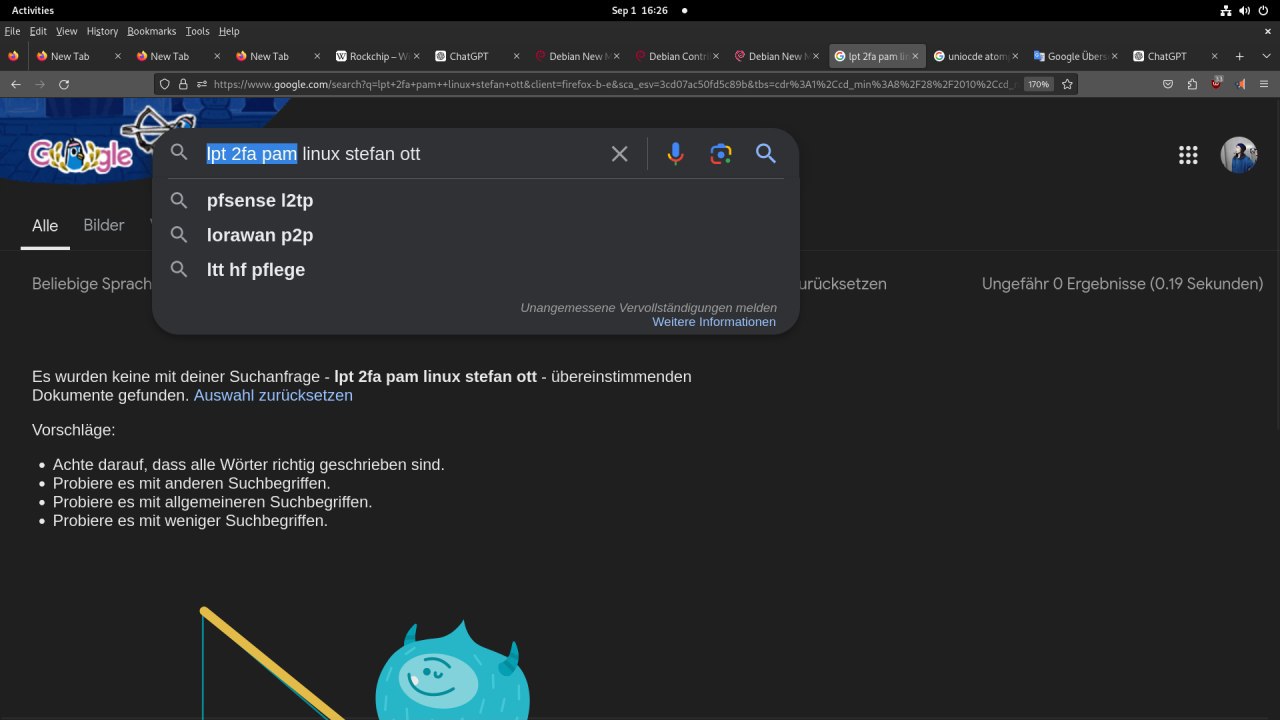 Activities
Sep 1 16:26
File Edit View History Bookmarks Tools Help
New Tab
New Tab
New Tab
Rockchip – Wi
ChatGPT
Debian New M
Debian Contri
Debian New M
lpt 2fa pam lin
uniocde atom
Google Übers
ChatGPT
https://www.google.com/search?q=lpt+2fa+pam++linux+stefan+ott&client=firefox-b-e&sca_esv=3cd07ac50fd5c89b&tbs=cdr%3A1%2Ccd_min%3A8%2F28%2F2010%2Ccd_r
170%
33
Google
lpt 2fa pam linux stefan ott
pfsense l2tp
lorawan p2p
ltt hf pflege
Unangemessene Vervollständigungen melden
Weitere Informationen
Alle Bilder
Beliebige Sprach
urücksetzen
Ungefähr 0 Ergebnisse (0.19 Sekunden)
Es wurden keine mit deiner Suchanfrage - lpt 2fa pam linux stefan ott - übereinstimmenden
Dokumente gefunden. Auswahl zurücksetzen
Vorschläge:
Achte darauf, dass alle Wörter richtig geschrieben sind.
Probiere es mit anderen Suchbegriffen.
Probiere es mit allgemeineren Suchbegriffen.
Probiere es mit weniger Suchbegriffen.